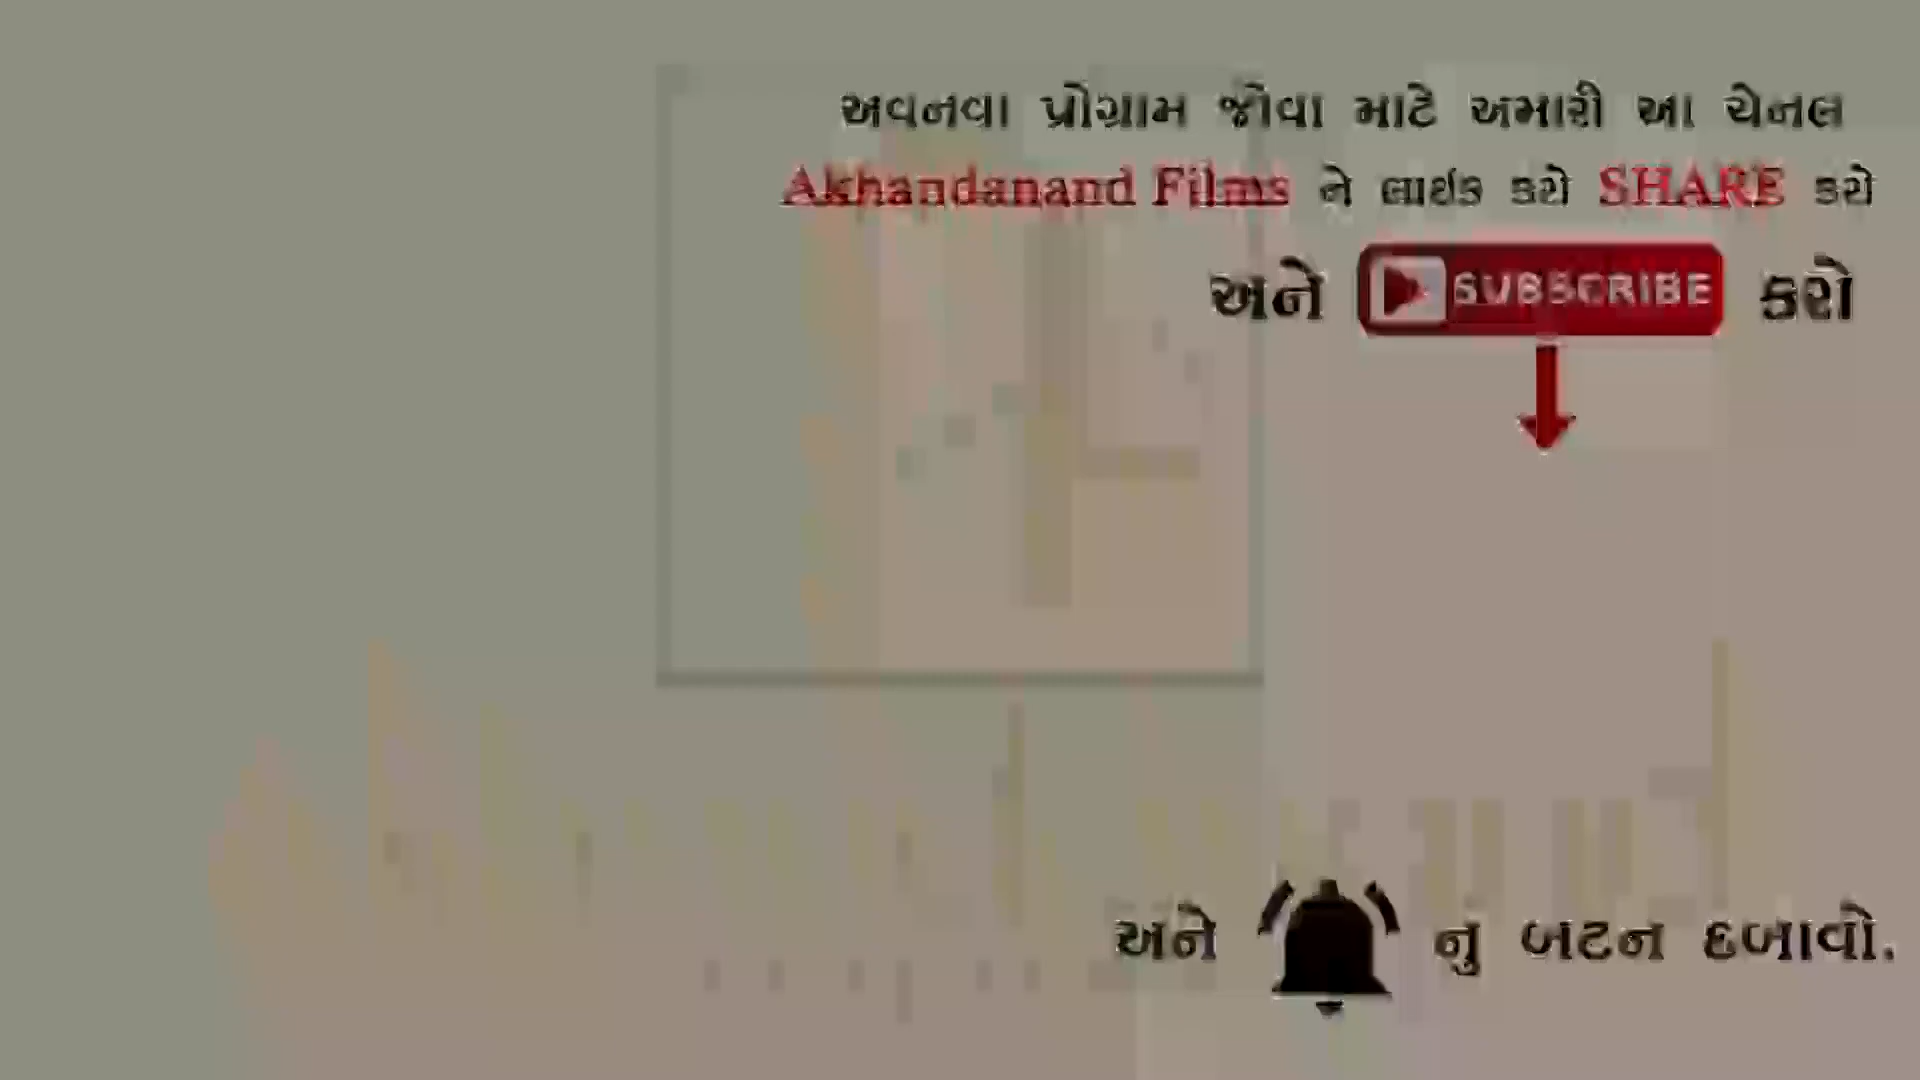 અવનવા પ્રોગ્રામ જોવા માટે અમારી આ ચેનલ
Akhandanand Films ને લાઈક કરો SHARE કરો
અને SUBSCRIBE કરો
અને નું બટન દબાવો.